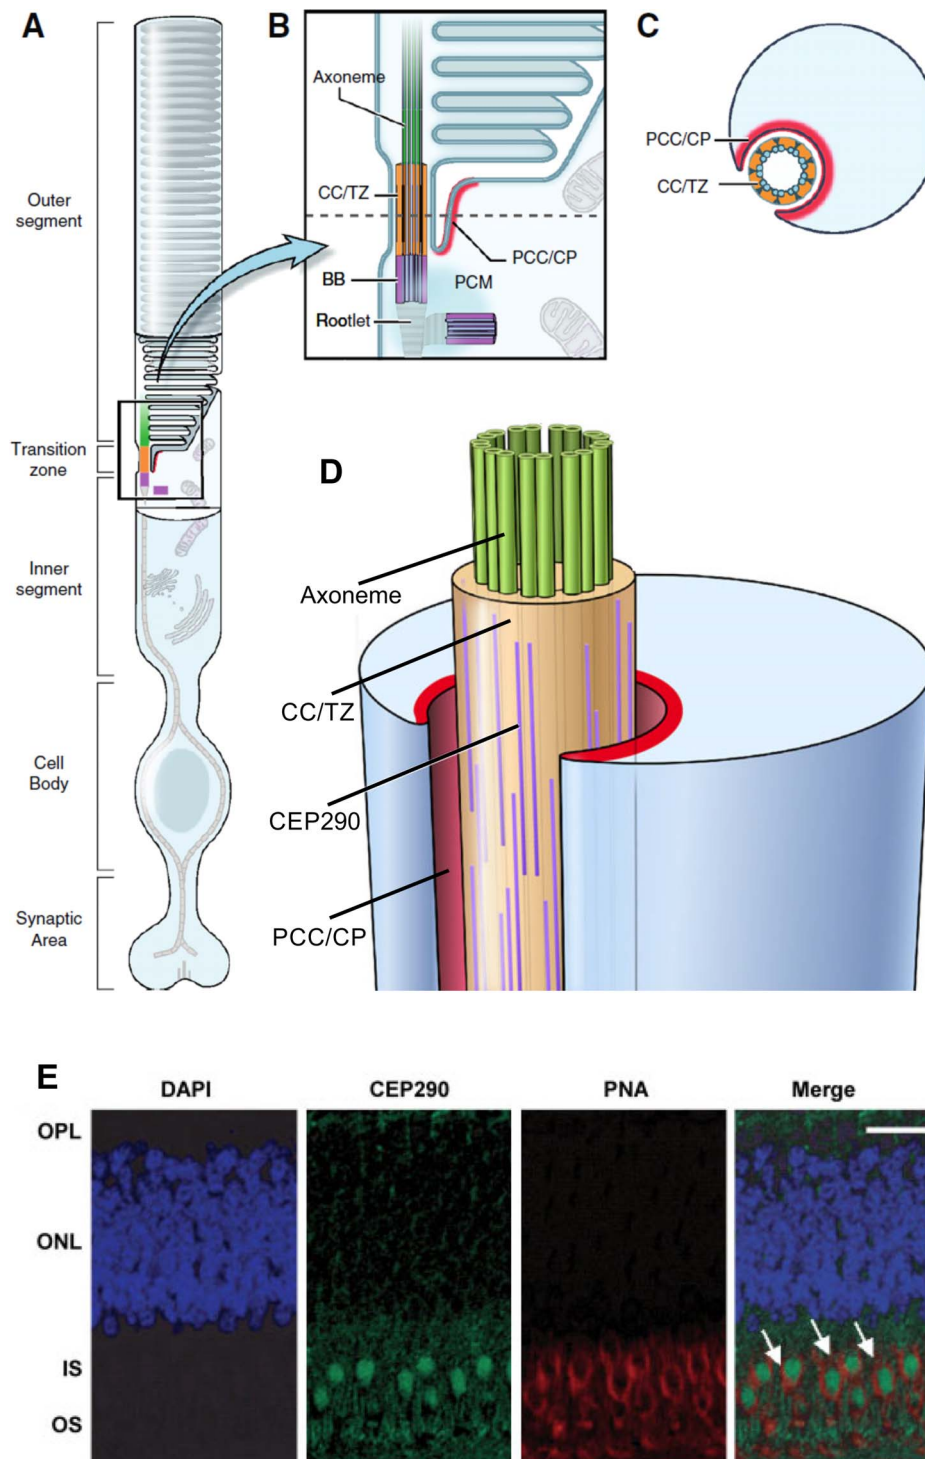 A
Outer
segment
Transition
zone
Inner
segment
Cell
Body
Synaptic
Area
B
Axoneme
CC/TZ
BB
Rootlet
PCC/CP
PCM
C
PCC/CP
CC/TZ
D
Axoneme
CC/TZ
CEP290
PCC/CP
E
DAPI CEP290 PNA Merge
OPL
ONL
IS
OS